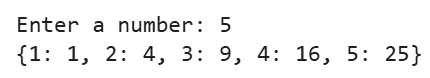 Enter a number: 5
{1: 1, 2: 4, 3: 9, 4: 16, 5: 25}